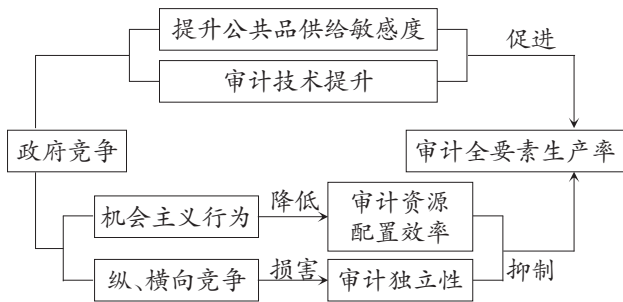 提升公共品供给敏感度
促进
审计技术提升
政府竞争
审计全要素生产率
机会主义行为
降低
审计资源
配置效率
纵、横向竞争
损害
审计独立性
抑制